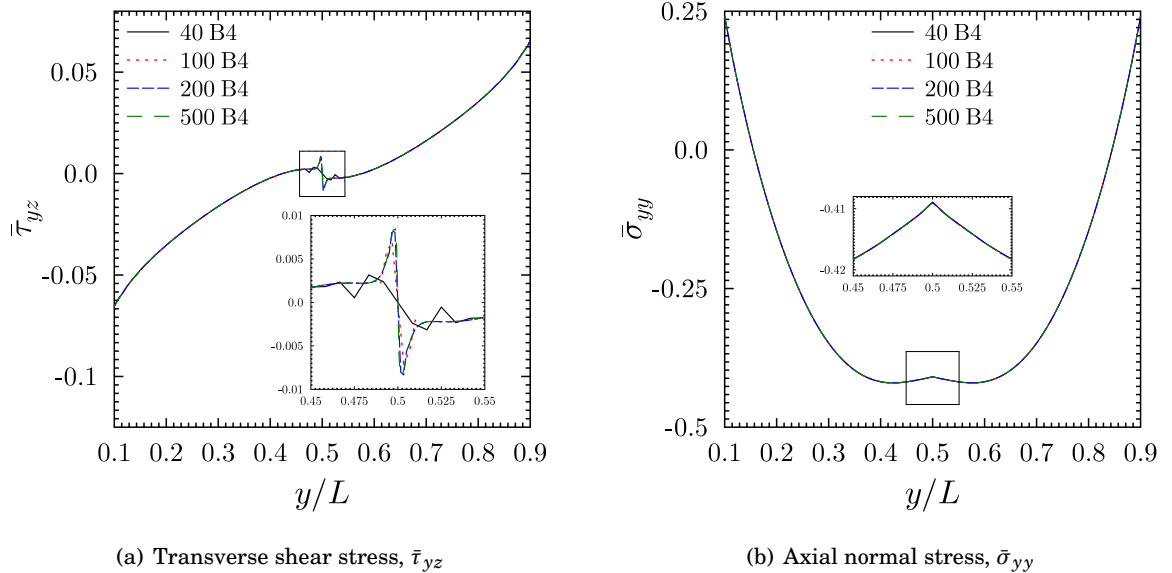 40 B4
100 B4
200 B4
500 B4
0.05
0.0
-0.05
-0.1
τ̄yz
0.01
0.005
0.0
-0.005
-0.01
0.45 0.475 0.5 0.525 0.55
0.1 0.2 0.3 0.4 0.5 0.6 0.7 0.8 0.9
y/L
(a) Transverse shear stress, τ̄yz
40 B4
100 B4
200 B4
500 B4
0.25
0.0
-0.25
-0.5
σ̄yy
-0.41
-0.42
0.45 0.475 0.5 0.525 0.55
0.1 0.2 0.3 0.4 0.5 0.6 0.7 0.8 0.9
y/L
(b) Axial normal stress, σ̄yy